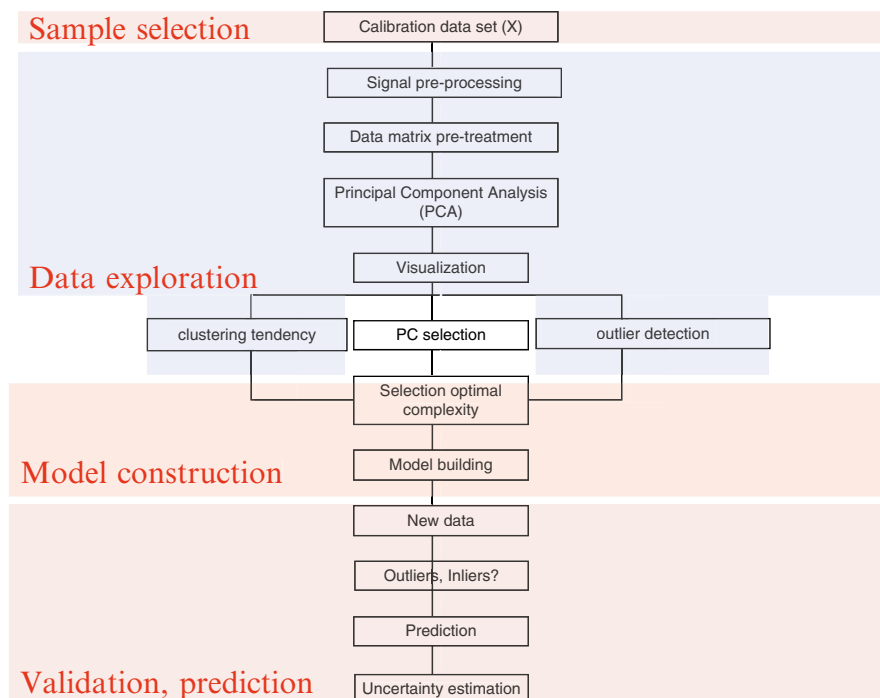 Sample selection
Calibration data set (X)
Signal pre-processing
Data matrix pre-treatment
Principal Component Analysis
(PCA)
Data exploration
Visualization
clustering tendency
PC selection
outlier detection
Selection optimal
complexity
Model construction
Model building
New data
Outliers, Inliers?
Prediction
Validation, prediction
Uncertainty estimation